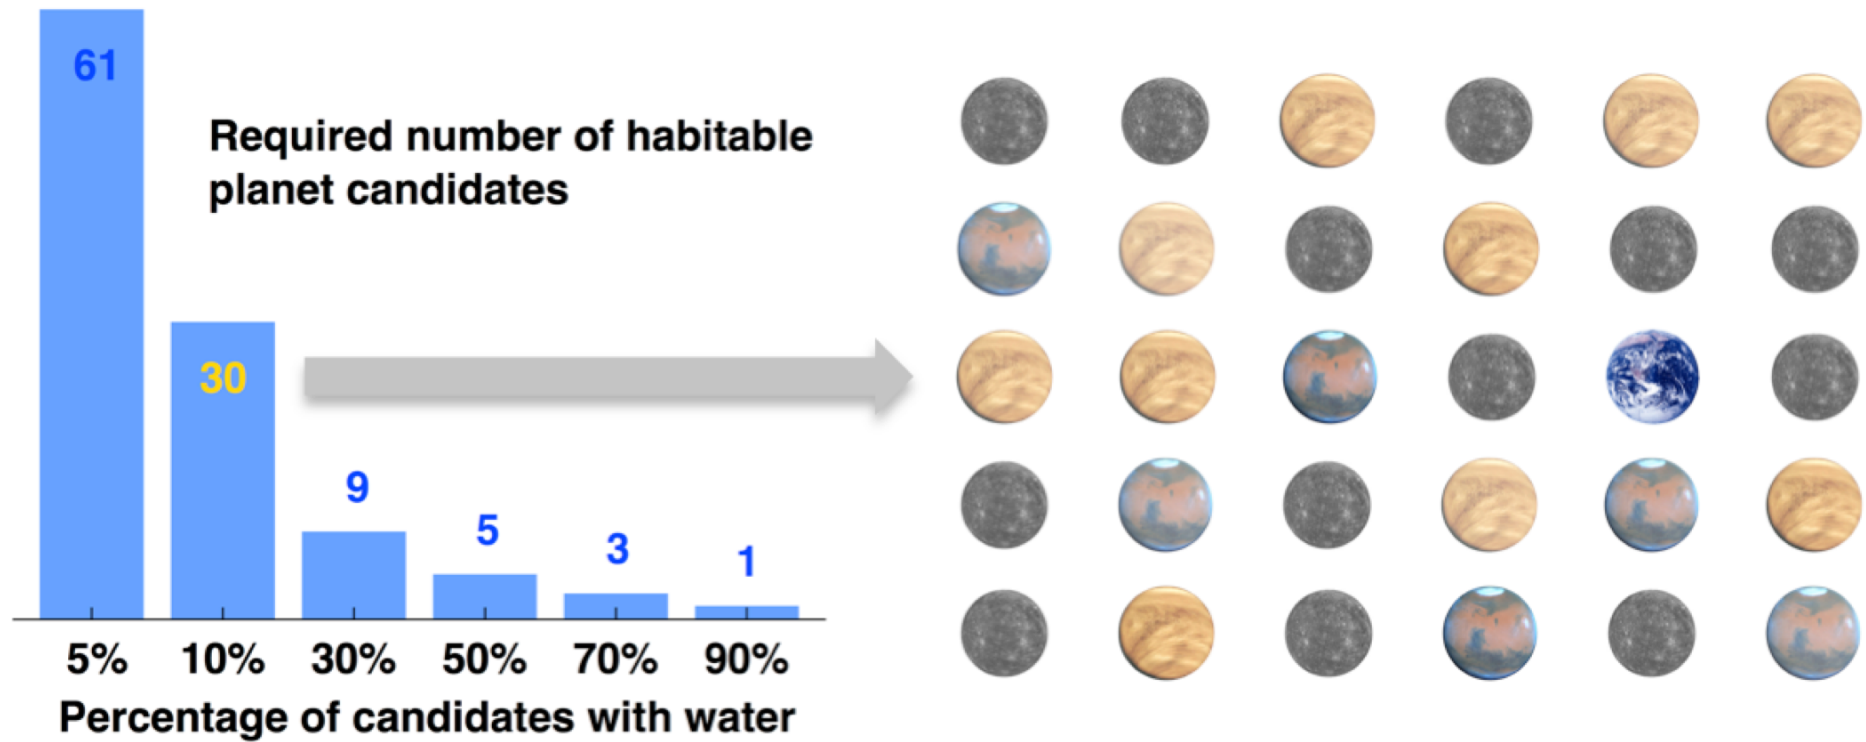 61
Required number of habitable
planet candidates
30
9
5
3
1
5% 10% 30% 50% 70% 90%
Percentage of candidates with water